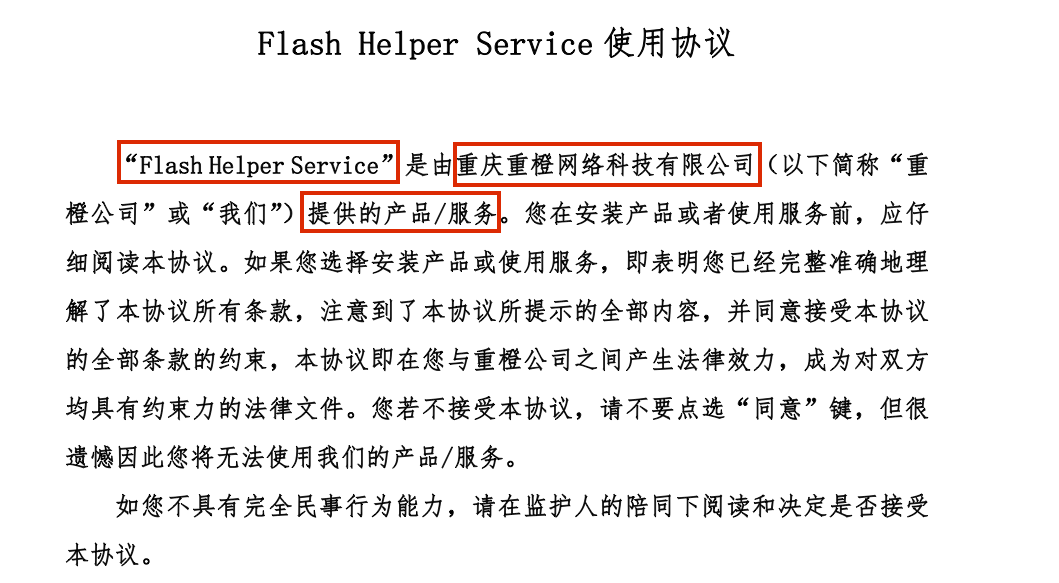 Flash Helper Service 使用协议
“Flash Helper Service”是由重庆重橙网络科技有限公司（以下简称“重
橙公司”或“我们”）提供的产品/服务。您在安装产品或者使用服务前，应仔
细阅读本协议。如果您选择安装产品或使用服务，即表明您已经完整准确地理
解了本协议所有条款，注意到了本协议所提示的全部内容，并同意接受本协议
的全部条款的约束，本协议即在您与重橙公司之间产生法律效力，成为对双方
均具有约束力的法律文件。您若不接受本协议，请不要点选“同意”键，但很
遗憾因此您将无法使用我们的产品/服务。
如您不具有完全民事行为能力，请在监护人的陪同下阅读和决定是否接受
本协议。